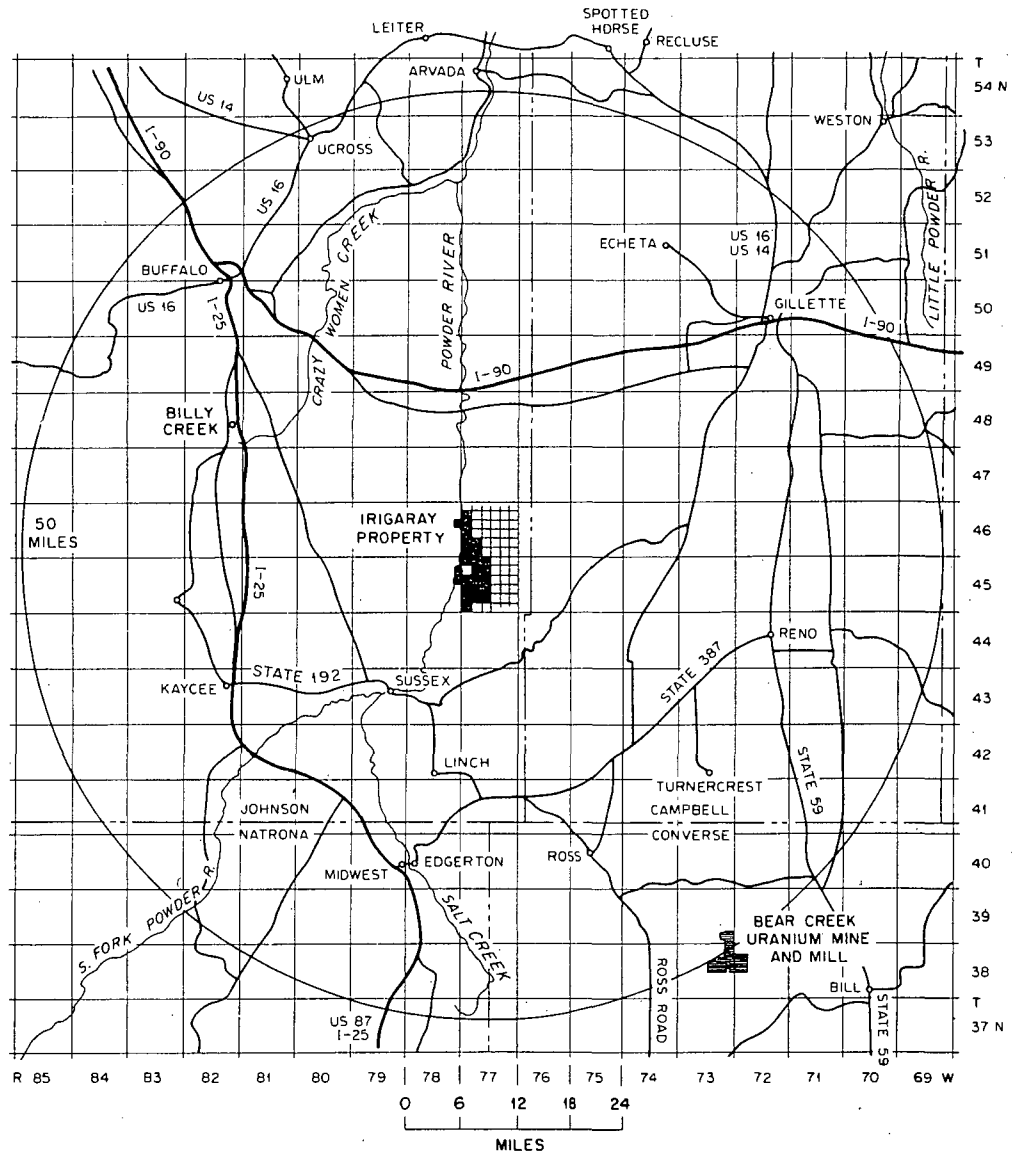 SPOTTED
HORSE
LEITER
RECLUSE
ULM
ARVADA
T
54 N
US 14
WESTON
I-90
UCROSS
53
US 16
52
LITTLE POWDER R.
CRAZY WOMEN CREEK
POWDER RIVER
ECHETA
US 16
US 14
51
BUFFALO
US 16
I-25
GILLETTE
50
I-90
I-90
49
BILLY
CREEK
48
47
50
MILES
IRIGARAY
PROPERTY
46
I-25
45
RENO
44
STATE 192
SUSSEX
STATE 387
KAYCEE
43
42
LINCH
TURNERCREST
STATE 59
JOHNSON
CAMPBELL
41
NATRONA
CONVERSE
EDGERTON
ROSS
40
MIDWEST
S. FORK POWDER R.
SALT CREEK
39
BEAR CREEK
URANIUM MINE
AND MILL
38
ROSS ROAD
BILL
T
STATE 59
37 N
US 87
I-25
R 85 84 83 82 81 80 79 78 77 76 75 74 73 72 71 70 69 W
0 6 12 18 24
MILES